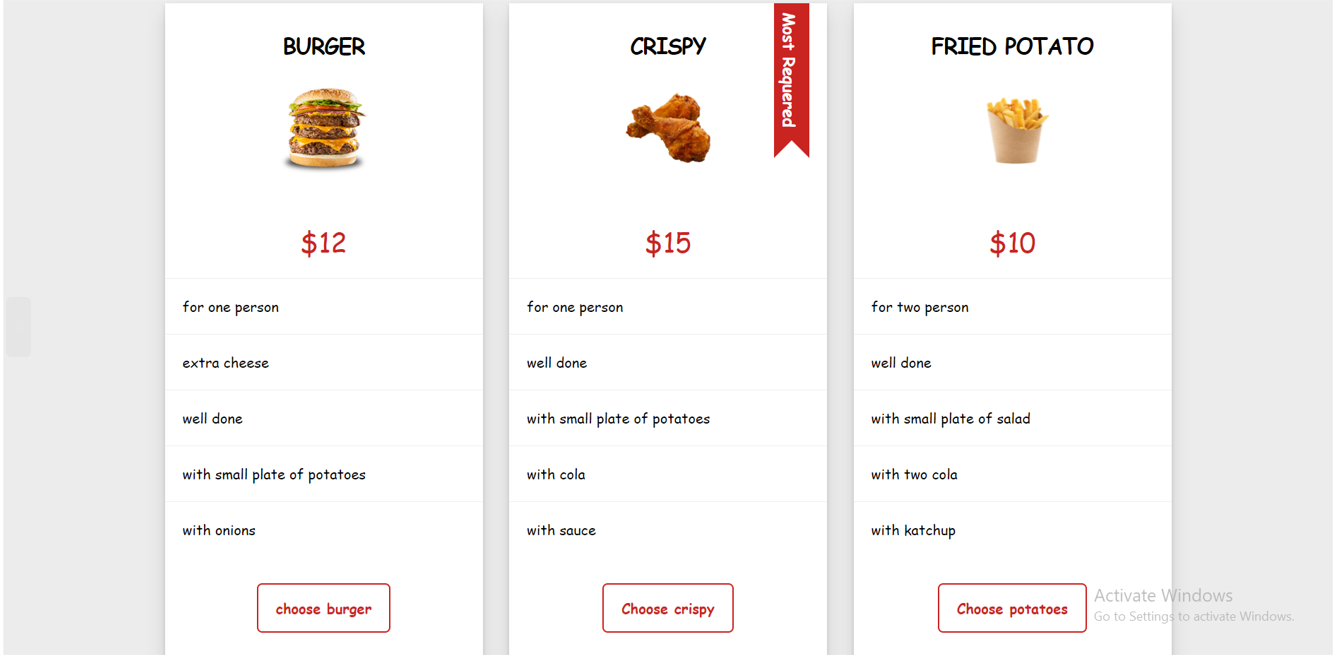 BURGER
$12
for one person
extra cheese
well done
with small plate of potatoes
with onions
choose burger
CRISPY
Most Requered
$15
for one person
well done
with small plate of potatoes
with cola
with sauce
Choose crispy
FRIED POTATO
$10
for two person
well done
with small plate of salad
with two cola
with katchup
Choose potatoes
Activate Windows
Go to Settings to activate Windows.